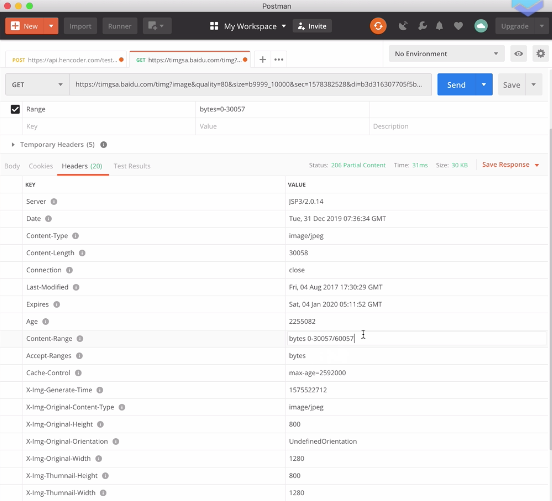 Postman
New
Import
Runner
My Workspace
Invite
Upgrade
POST https://api.hencoder.com/test...
GET https://timgsa.baidu.com/timg?...
No Environment
GET https://timgsa.baidu.com/timg?image&quality=80&size=b9999_10000&sec=1578382528&di=b3d316307705f5b... Send Save
Range bytes=0-30057
Key Value Description
Temporary Headers (5)
Body Cookies Headers (20) Test Results Status: 206 Partial Content Time: 31ms Size: 30 KB Save Response
KEY VALUE
Server JSP3/2.0.14
Date Tue, 31 Dec 2019 07:36:34 GMT
Content-Type image/jpeg
Content-Length 30058
Connection close
Last-Modified Fri, 04 Aug 2017 17:30:29 GMT
Expires Sat, 04 Jan 2020 05:11:52 GMT
Age 2255082
Content-Range bytes 0-30057/60057
Accept-Ranges bytes
Cache-Control max-age=2592000
X-Img-Generate-Time 1575522712
X-Img-Original-Content-Type image/jpeg
X-Img-Original-Height 800
X-Img-Original-Orientation UndefinedOrientation
X-Img-Original-Width 1280
X-Img-Thumnail-Height 800
X-Img-Thumnail-Width 1280